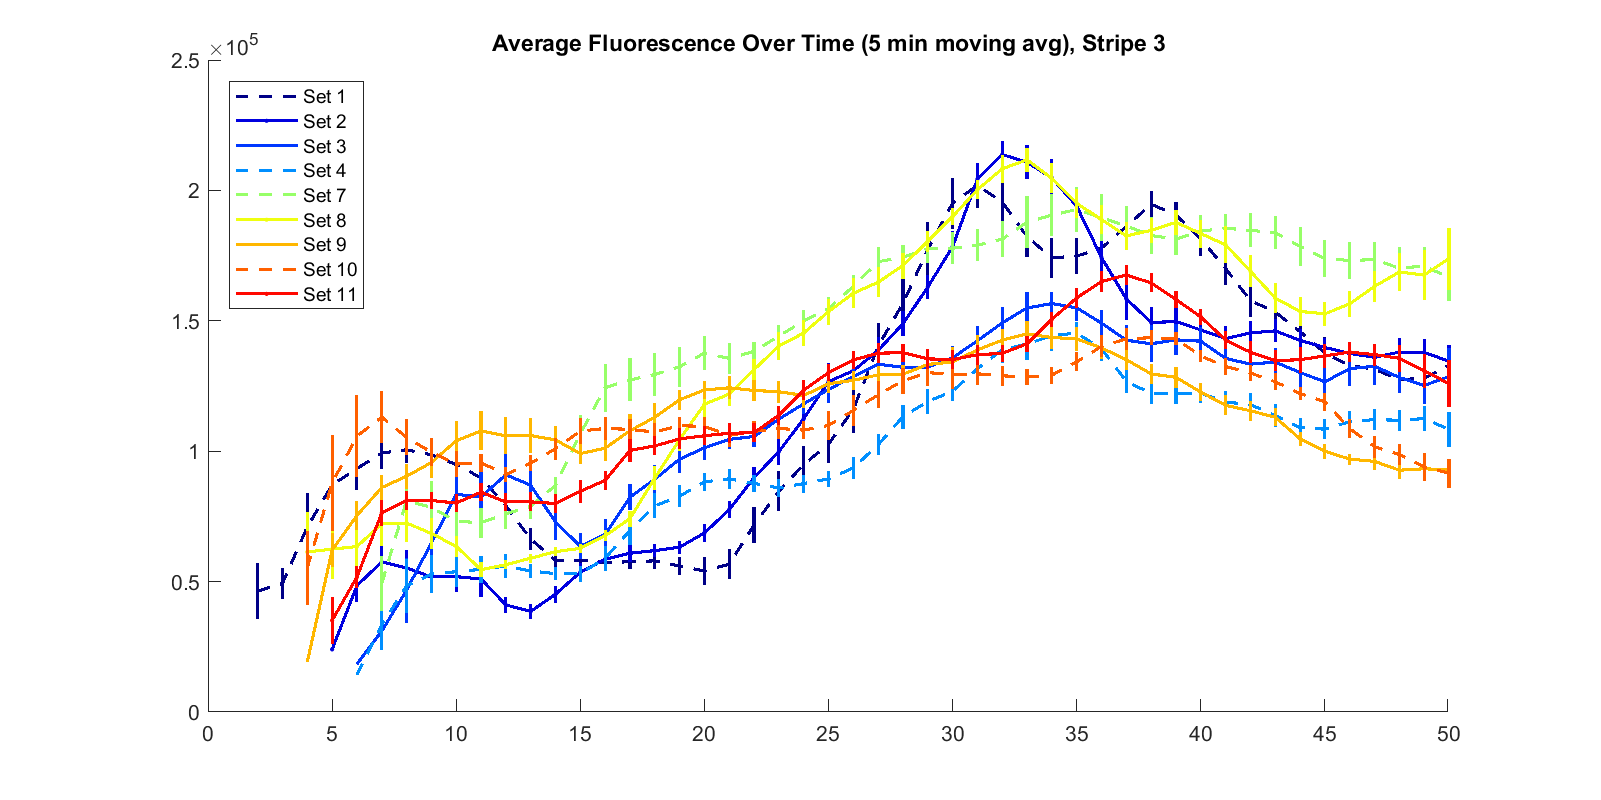 Average Fluorescence Over Time (5 min moving avg), Stripe 3
×10⁵
2.5
2
1.5
1
0.5
0
Set 1
Set 2
Set 3
Set 4
Set 7
Set 8
Set 9
Set 10
Set 11
0 5 10 15 20 25 30 35 40 45 50